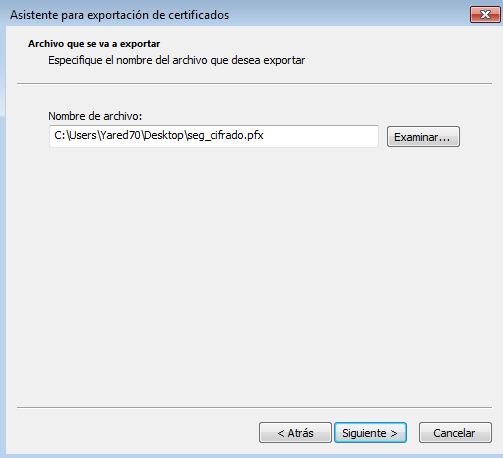 Asistente para exportación de certificados
Archivo que se va a exportar
Especifique el nombre del archivo que desea exportar
Nombre de archivo:
C:\Users\Yared70\Desktop\seg_cifrado.pfx
Examinar...
< Atrás
Siguiente >
Cancelar